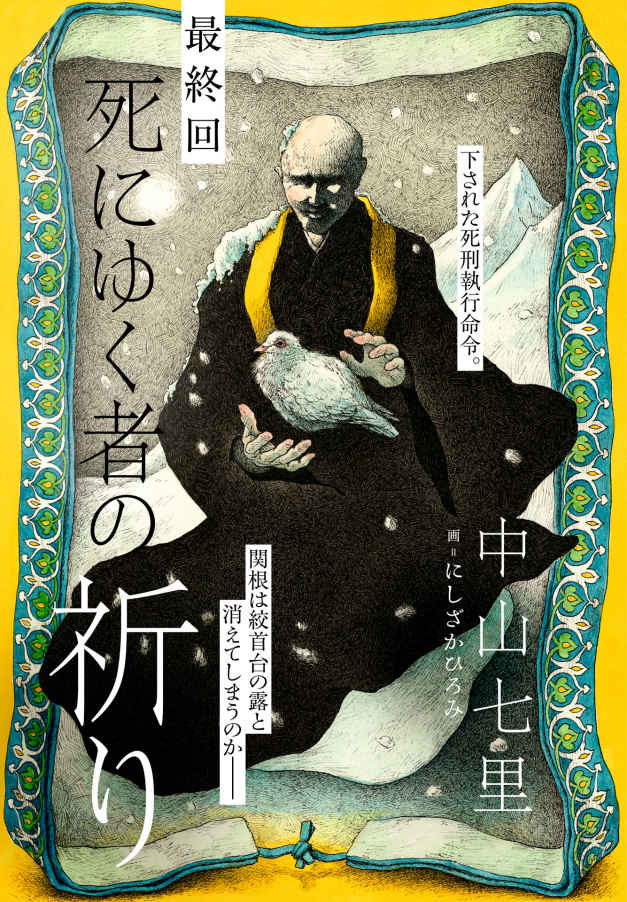 最終回
死にゆく者の祈り
下された死刑執行命令。
中山七里
画=にしざかひろみ
関根は絞首台の露と
消えてしまうのか――